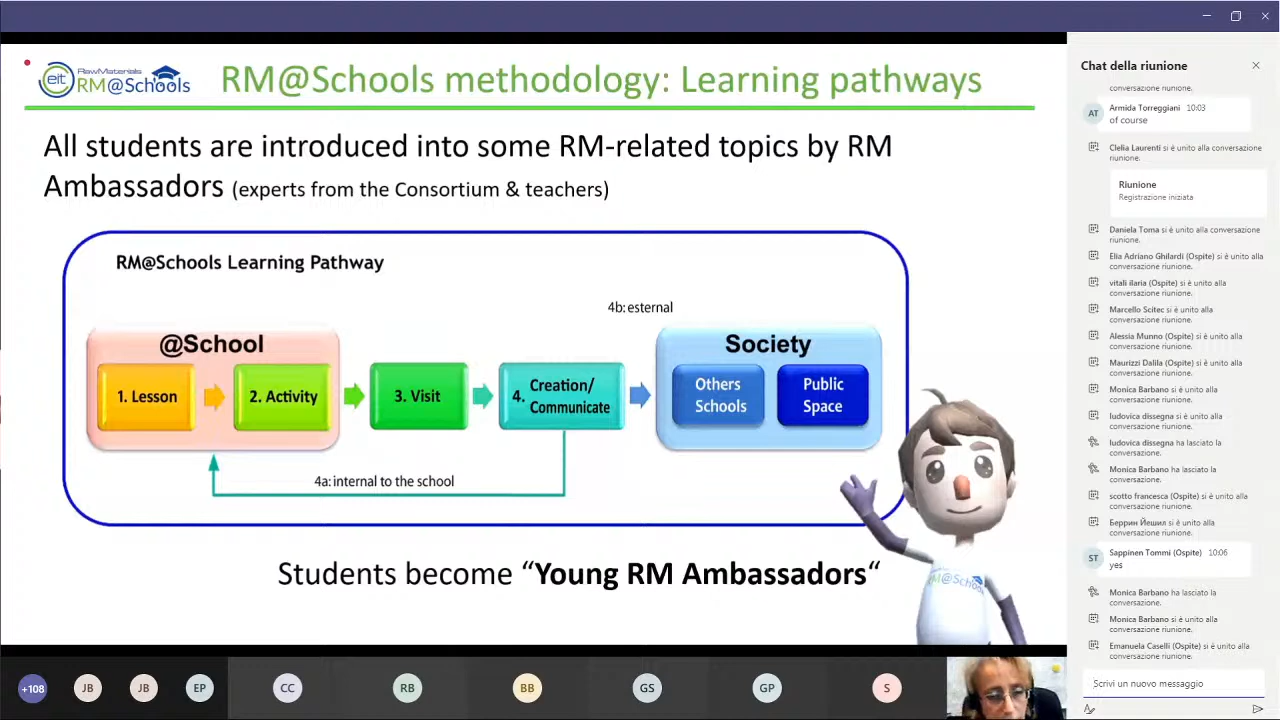 eit
RawMaterials
RM@Schools
RM@Schools methodology: Learning pathways
All students are introduced into some RM-related topics by RM
Ambassadors (experts from the Consortium & teachers)
RM@Schools Learning Pathway
4b: esternal
@School
Society
1. Lesson
2. Activity
3. Visit
4. Creation/
Communicate
Others
Schools
Public
Space
4a: internal to the school
Students become “Young RM Ambassadors“
RM@Schools
+108
JB
JB
EP
CC
RB
BB
GS
GP
S
Chat della riunione
conversazione riunione.
AT
Armida Torreggiani 10:03
of course
Clelia Laurenti si è unito alla conversazione
riunione.
Riunione
Registrazione iniziata
Daniela Toma si è unito alla conversazione
riunione.
Elia Adriano Ghilardi (Ospite) si è unito alla
conversazione riunione.
vitali ilaria (Ospite) si è unito alla
conversazione riunione.
Marcello Scitec si è unito alla
conversazione riunione.
Alessia Munno (Ospite) si è unito alla
conversazione riunione.
Maurizzi Dalila (Ospite) si è unito alla
conversazione riunione.
Monica Barbano si è unito alla
conversazione riunione.
ludovica dissegna si è unito alla
conversazione riunione.
ludovica dissegna ha lasciato la
conversazione.
Monica Barbano ha lasciato la
conversazione.
scotto francesca (Ospite) si è unito alla
conversazione riunione.
Беррин Йешил si è unito alla
conversazione riunione.
ST
Sappinen Tommi (Ospite) 10:06
yes
Monica Barbano ha lasciato la
conversazione.
Monica Barbano si è unito alla
conversazione riunione.
Emanuela Caselli (Ospite) si è unito alla
conversazione riunione.
Scrivi un nuovo messaggio